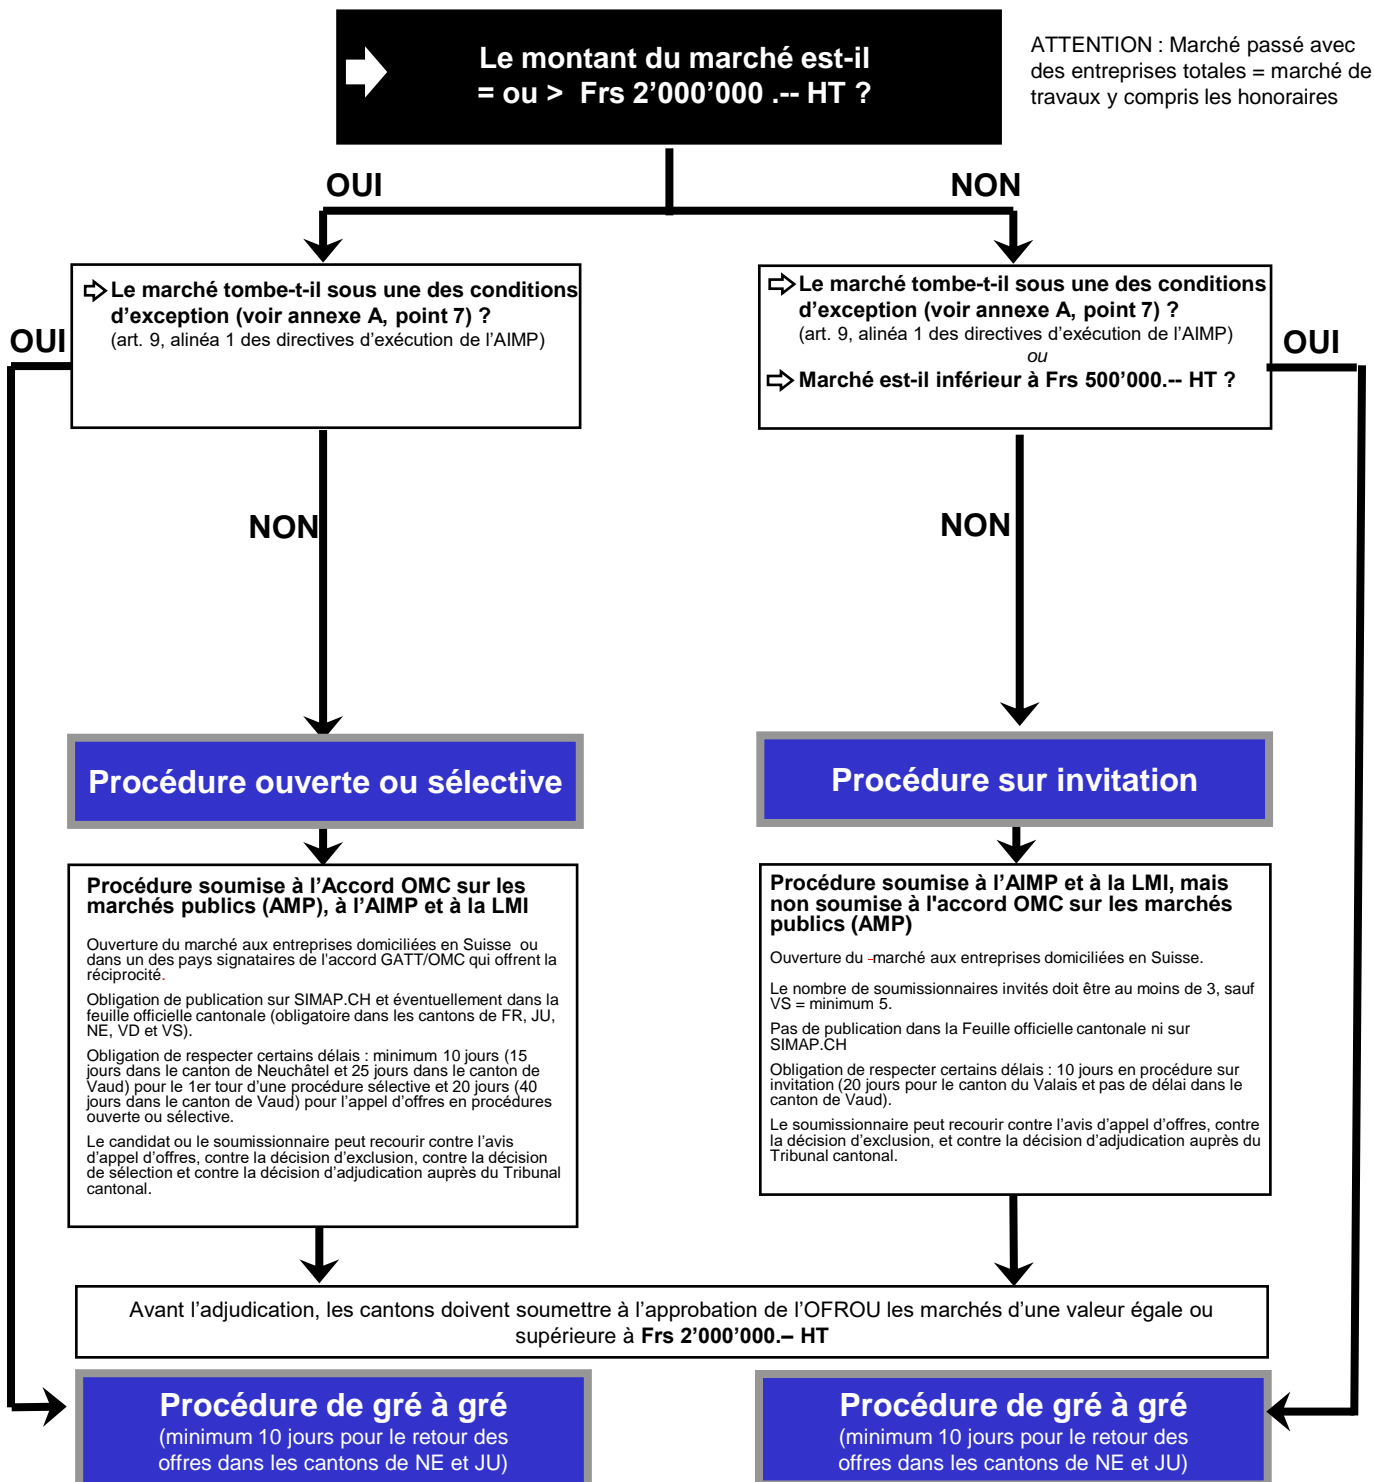 Le montant du marché est-il
= ou > Frs 2’000’000 .-- HT ?
ATTENTION : Marché passé avec
des entreprises totales = marché de
travaux y compris les honoraires
OUI
NON
Le marché tombe-t-il sous une des conditions
d’exception (voir annexe A, point 7) ?
(art. 9, alinéa 1 des directives d’exécution de l’AIMP)
OUI
Le marché tombe-t-il sous une des conditions
d’exception (voir annexe A, point 7) ?
(art. 9, alinéa 1 des directives d’exécution de l’AIMP)
ou
Marché est-il inférieur à Frs 500’000.-- HT ?
OUI
NON
NON
Procédure ouverte ou sélective
Procédure sur invitation
Procédure soumise à l’Accord OMC sur les
marchés publics (AMP), à l’AIMP et à la LMI
Ouverture du marché aux entreprises domiciliées en Suisse ou
dans un des pays signataires de l'accord GATT/OMC qui offrent la
réciprocité.
Obligation de publication sur SIMAP.CH et éventuellement dans la
feuille officielle cantonale (obligatoire dans les cantons de FR, JU,
NE, VD et VS).
Obligation de respecter certains délais : minimum 10 jours (15
jours dans le canton de Neuchâtel et 25 jours dans le canton de
Vaud) pour le 1er tour d’une procédure sélective et 20 jours (40
jours dans le canton de Vaud) pour l’appel d’offres en procédures
ouverte ou sélective.
Le candidat ou le soumissionnaire peut recourir contre l’avis
d’appel d’offres, contre la décision d’exclusion, contre la décision
de sélection et contre la décision d’adjudication auprès du Tribunal
cantonal.
Procédure soumise à l’AIMP et à la LMI, mais
non soumise à l'accord OMC sur les marchés
publics (AMP)
Ouverture du -marché aux entreprises domiciliées en Suisse.
Le nombre de soumissionnaires invités doit être au moins de 3, sauf
VS = minimum 5.
Pas de publication dans la Feuille officielle cantonale ni sur
SIMAP.CH
Obligation de respecter certains délais : 10 jours en procédure sur
invitation (20 jours pour le canton du Valais et pas de délai dans le
canton de Vaud).
Le soumissionnaire peut recourir contre l’avis d’appel d’offres, contre
la décision d’exclusion, et contre la décision d’adjudication auprès du
Tribunal cantonal.
Avant l’adjudication, les cantons doivent soumettre à l’approbation de l’OFROU les marchés d’une valeur égale ou
supérieure à Frs 2’000’000.– HT
Procédure de gré à gré
(minimum 10 jours pour le retour des
offres dans les cantons de NE et JU)
Procédure de gré à gré
(minimum 10 jours pour le retour des
offres dans les cantons de NE et JU)